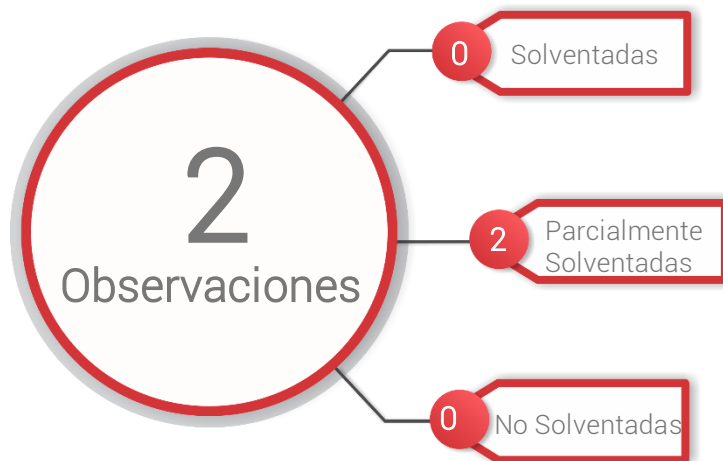 2
Observaciones
0
Solventadas
2
Parcialmente
Solventadas
0
No Solventadas